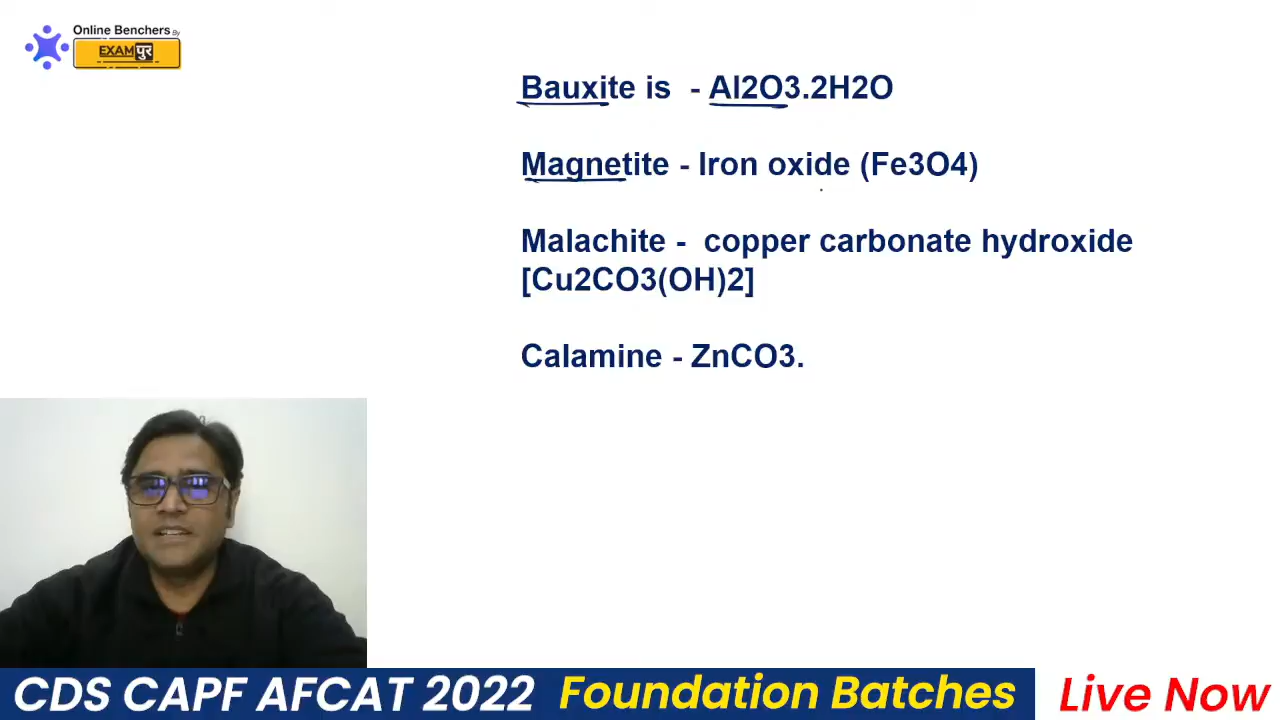 Online Benchers By
EXAMपुर
Bauxite is - Al2O3.2H2O
Magnetite - Iron oxide (Fe3O4)
Malachite - copper carbonate hydroxide
[Cu2CO3(OH)2]
Calamine - ZnCO3.
CDS CAPF AFCAT 2022 Foundation Batches Live Now